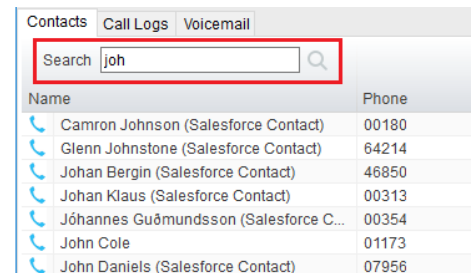 Contacts Call Logs Voicemail
Search joh
Name Phone
Camron Johnson (Salesforce Contact) 00180
Glenn Johnstone (Salesforce Contact) 64214
Johan Bergin (Salesforce Contact) 46850
Johan Klaus (Salesforce Contact) 00313
Jóhannes Guðmundsson (Salesforce C... 00354
John Cole 01173
John Daniels (Salesforce Contact) 07956